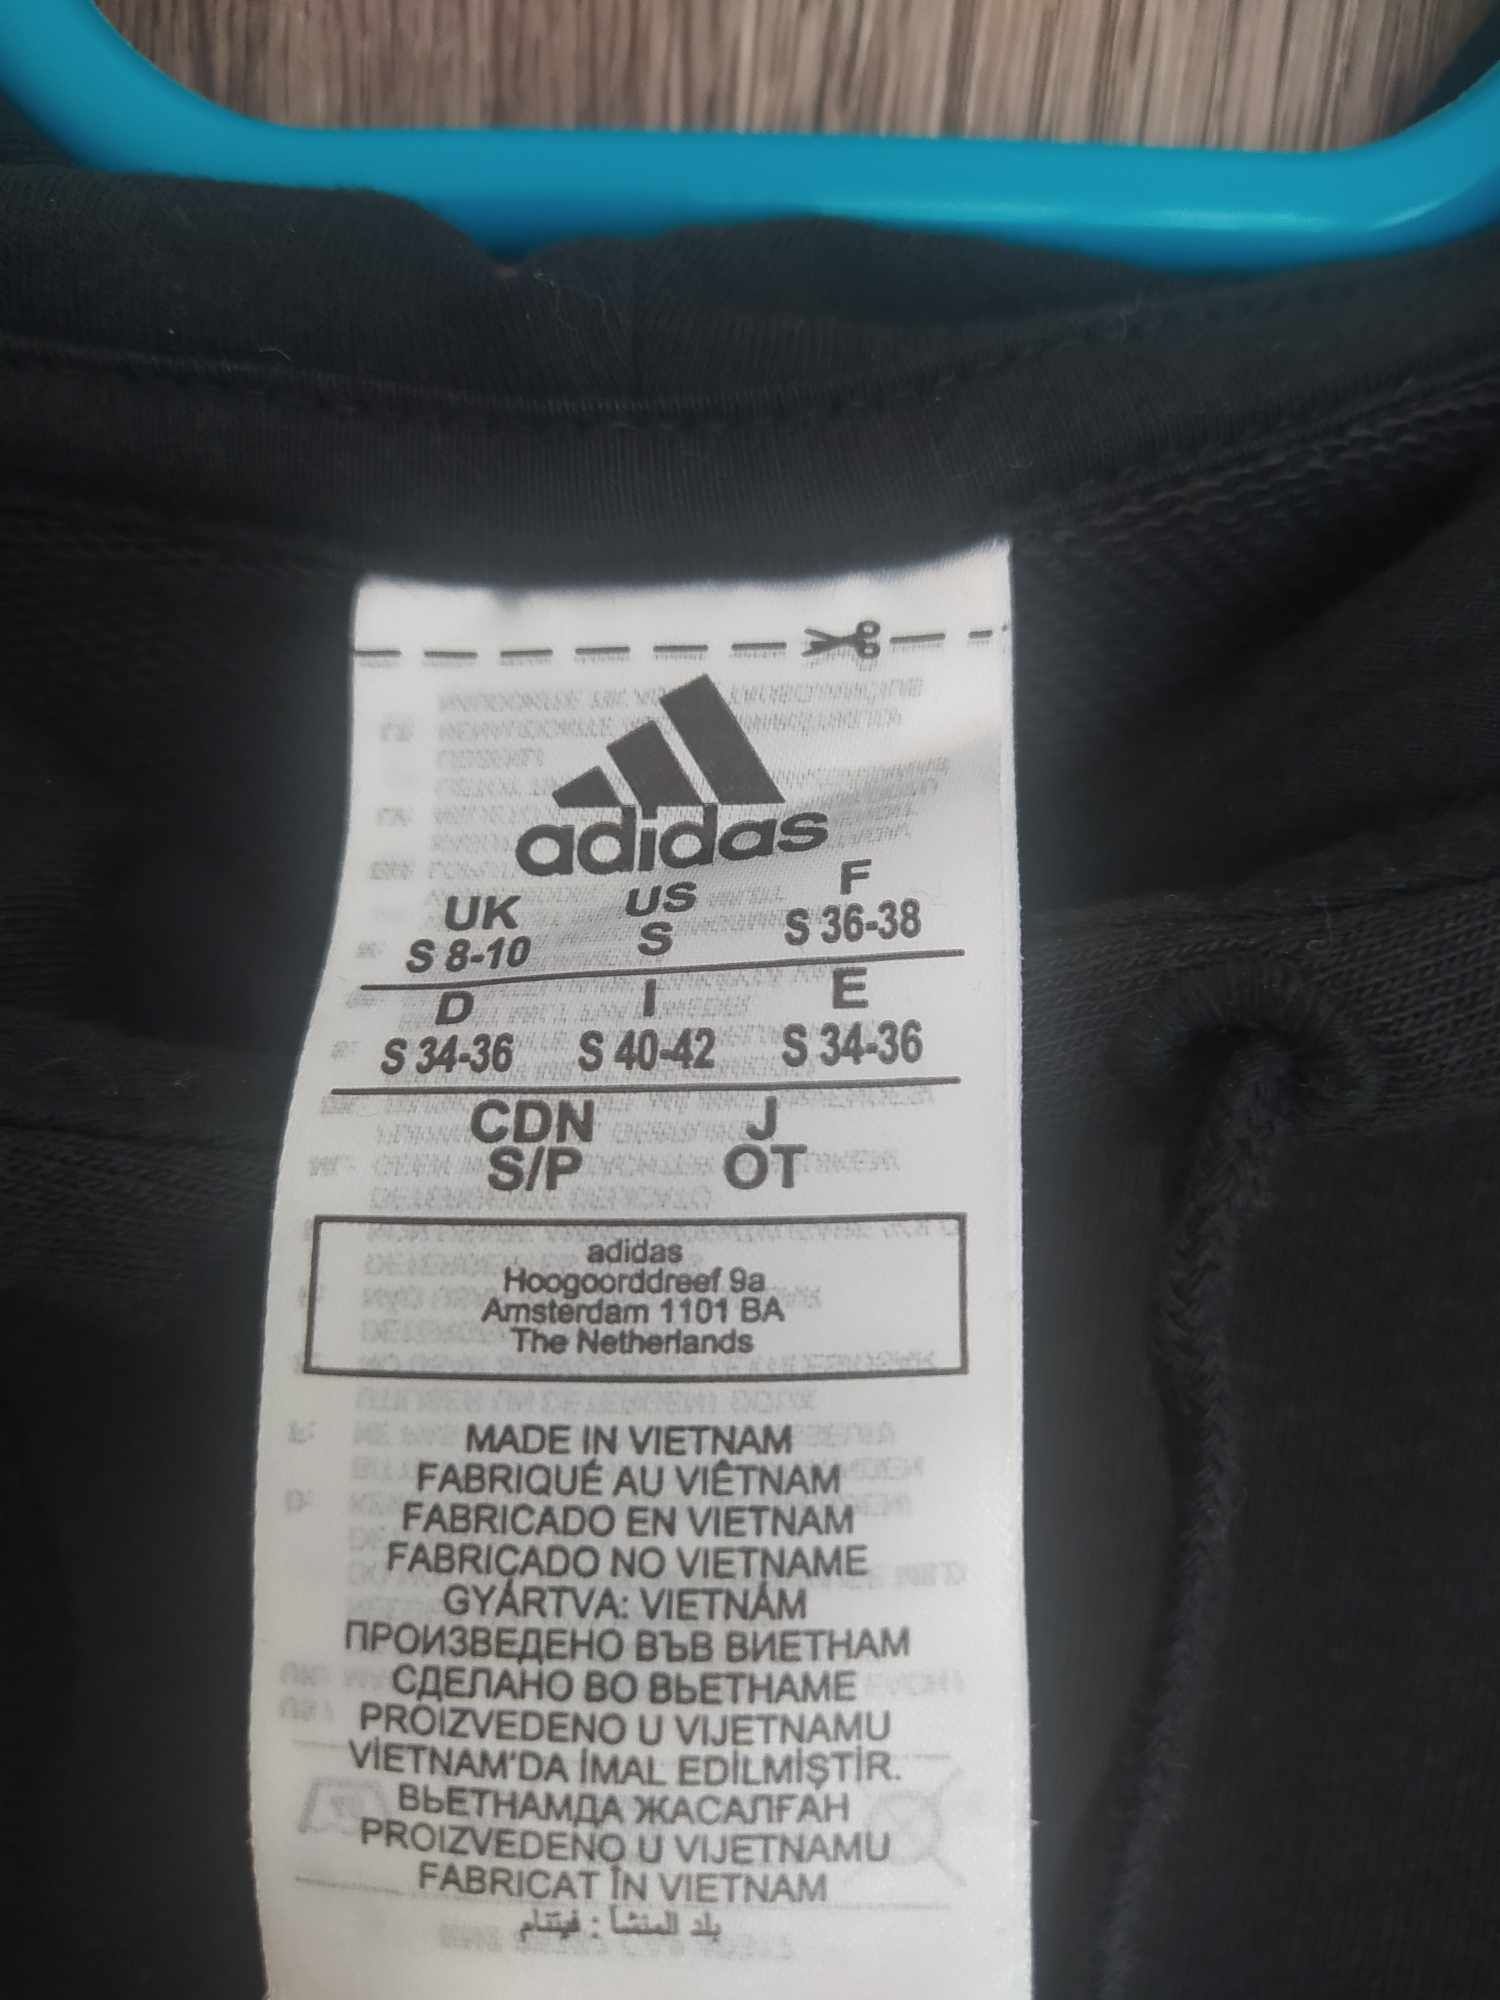 adidas
UK US F
S 8-10 S S 36-38
D I E
S 34-36 S 40-42 S 34-36
CDN J
S/P OT
adidas
Hoogoorddreef 9a
Amsterdam 1101 BA
The Netherlands
MADE IN VIETNAM
FABRIQUÉ AU VIÊTNAM
FABRICADO EN VIETNAM
FABRICADO NO VIETNAME
GYÁRTVA: VIETNÁM
ПРОИЗВЕДЕНО ВЪВ ВИЕТНАМ
СДЕЛАНО ВО ВЬЕТНАМЕ
PROIZVEDENO U VIJETNAMU
VİETNAM'DA İMAL EDİLMİŞTİR.
ВЬЕТНАМДА ЖАСАЛҒАН
PROIZVEDENO U VIJETNAMU
FABRICAT ÎN VIETNAM
بلد المنشأ : فيتنام